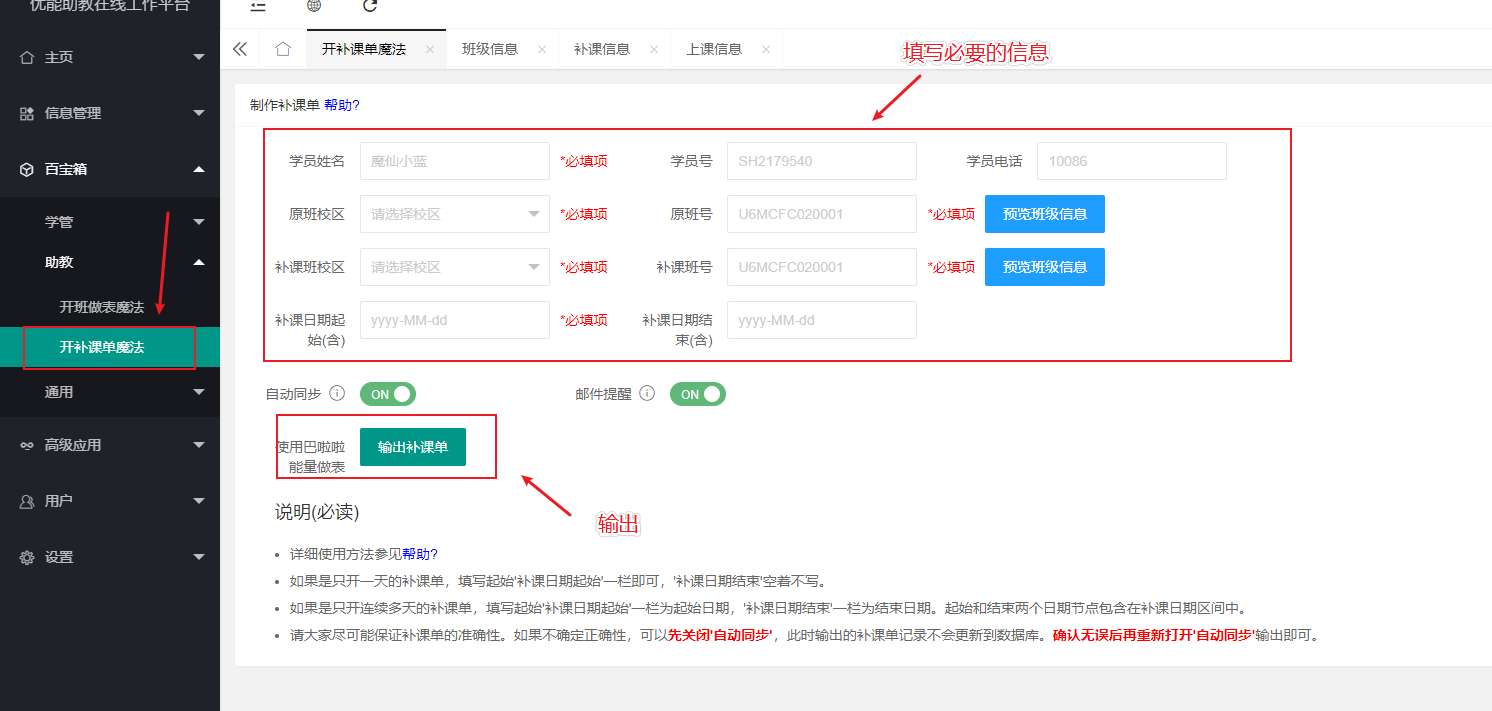 优能助教在线工作平台
主页
信息管理
百宝箱
学管
助教
开班做表魔法
开补课单魔法
通用
高级应用
用户
设置
开补课单魔法 班级信息 补课信息 上课信息
填写必要的信息
制作补课单 帮助?
学员姓名 魔仙小蓝 *必填项 学员号 SH2179540 学员电话 10086
原班校区 请选择校区 *必填项 原班号 U6MCFC020001 *必填项 预览班级信息
补课班校区 请选择校区 *必填项 补课班号 U6MCFC020001 *必填项 预览班级信息
补课日期起 yyyy-MM-dd *必填项 补课日期结 yyyy-MM-dd
始(含) 束(含)
自动同步 ON 邮件提醒 ON
使用巴啦啦 输出补课单
能量做表
输出
说明(必读)
详细使用方法参见帮助?
如果是只开一天的补课单，填写起始'补课日期起始'一栏即可，'补课日期结束'空着不写。
如果是只开连续多天的补课单，填写起始'补课日期起始'一栏为起始日期，'补课日期结束'一栏为结束日期。起始和结束两个日期节点包含在补课日期区间中。
请大家尽可能保证补课单的准确性。如果不确定正确性，可以先关闭'自动同步'，此时输出的补课单记录不会更新到数据库。确认无误后再重新打开'自动同步'输出即可。